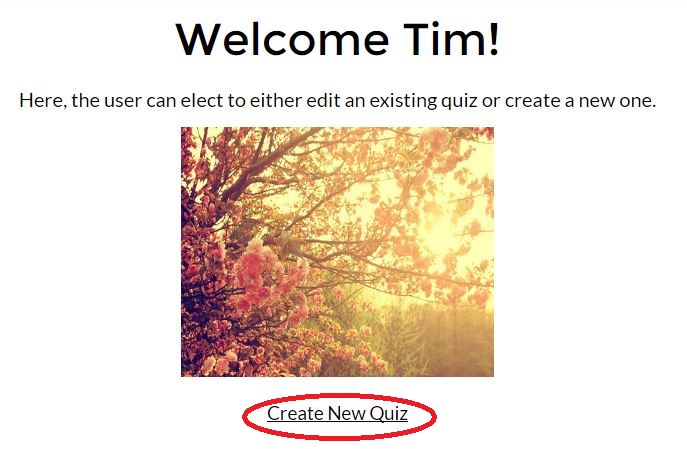 Welcome Tim!
Here, the user can elect to either edit an existing quiz or create a new one.
Create New Quiz